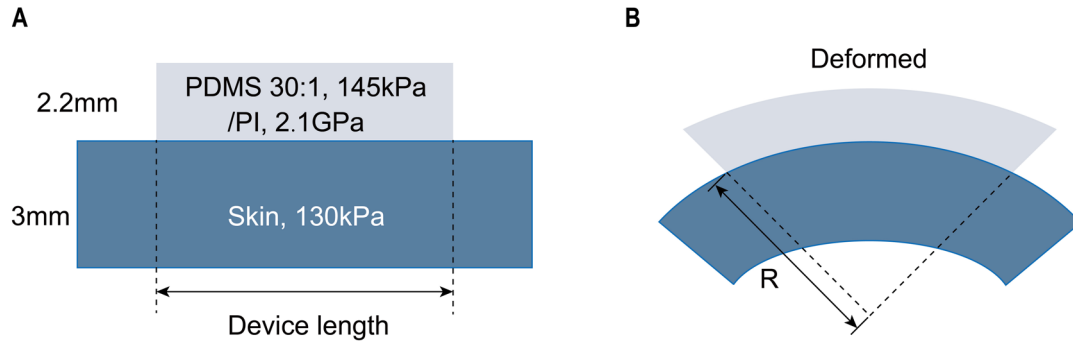 A
B
Deformed
2.2mm
PDMS 30:1, 145kPa
/PI, 2.1GPa
3mm
Skin, 130kPa
R
Device length